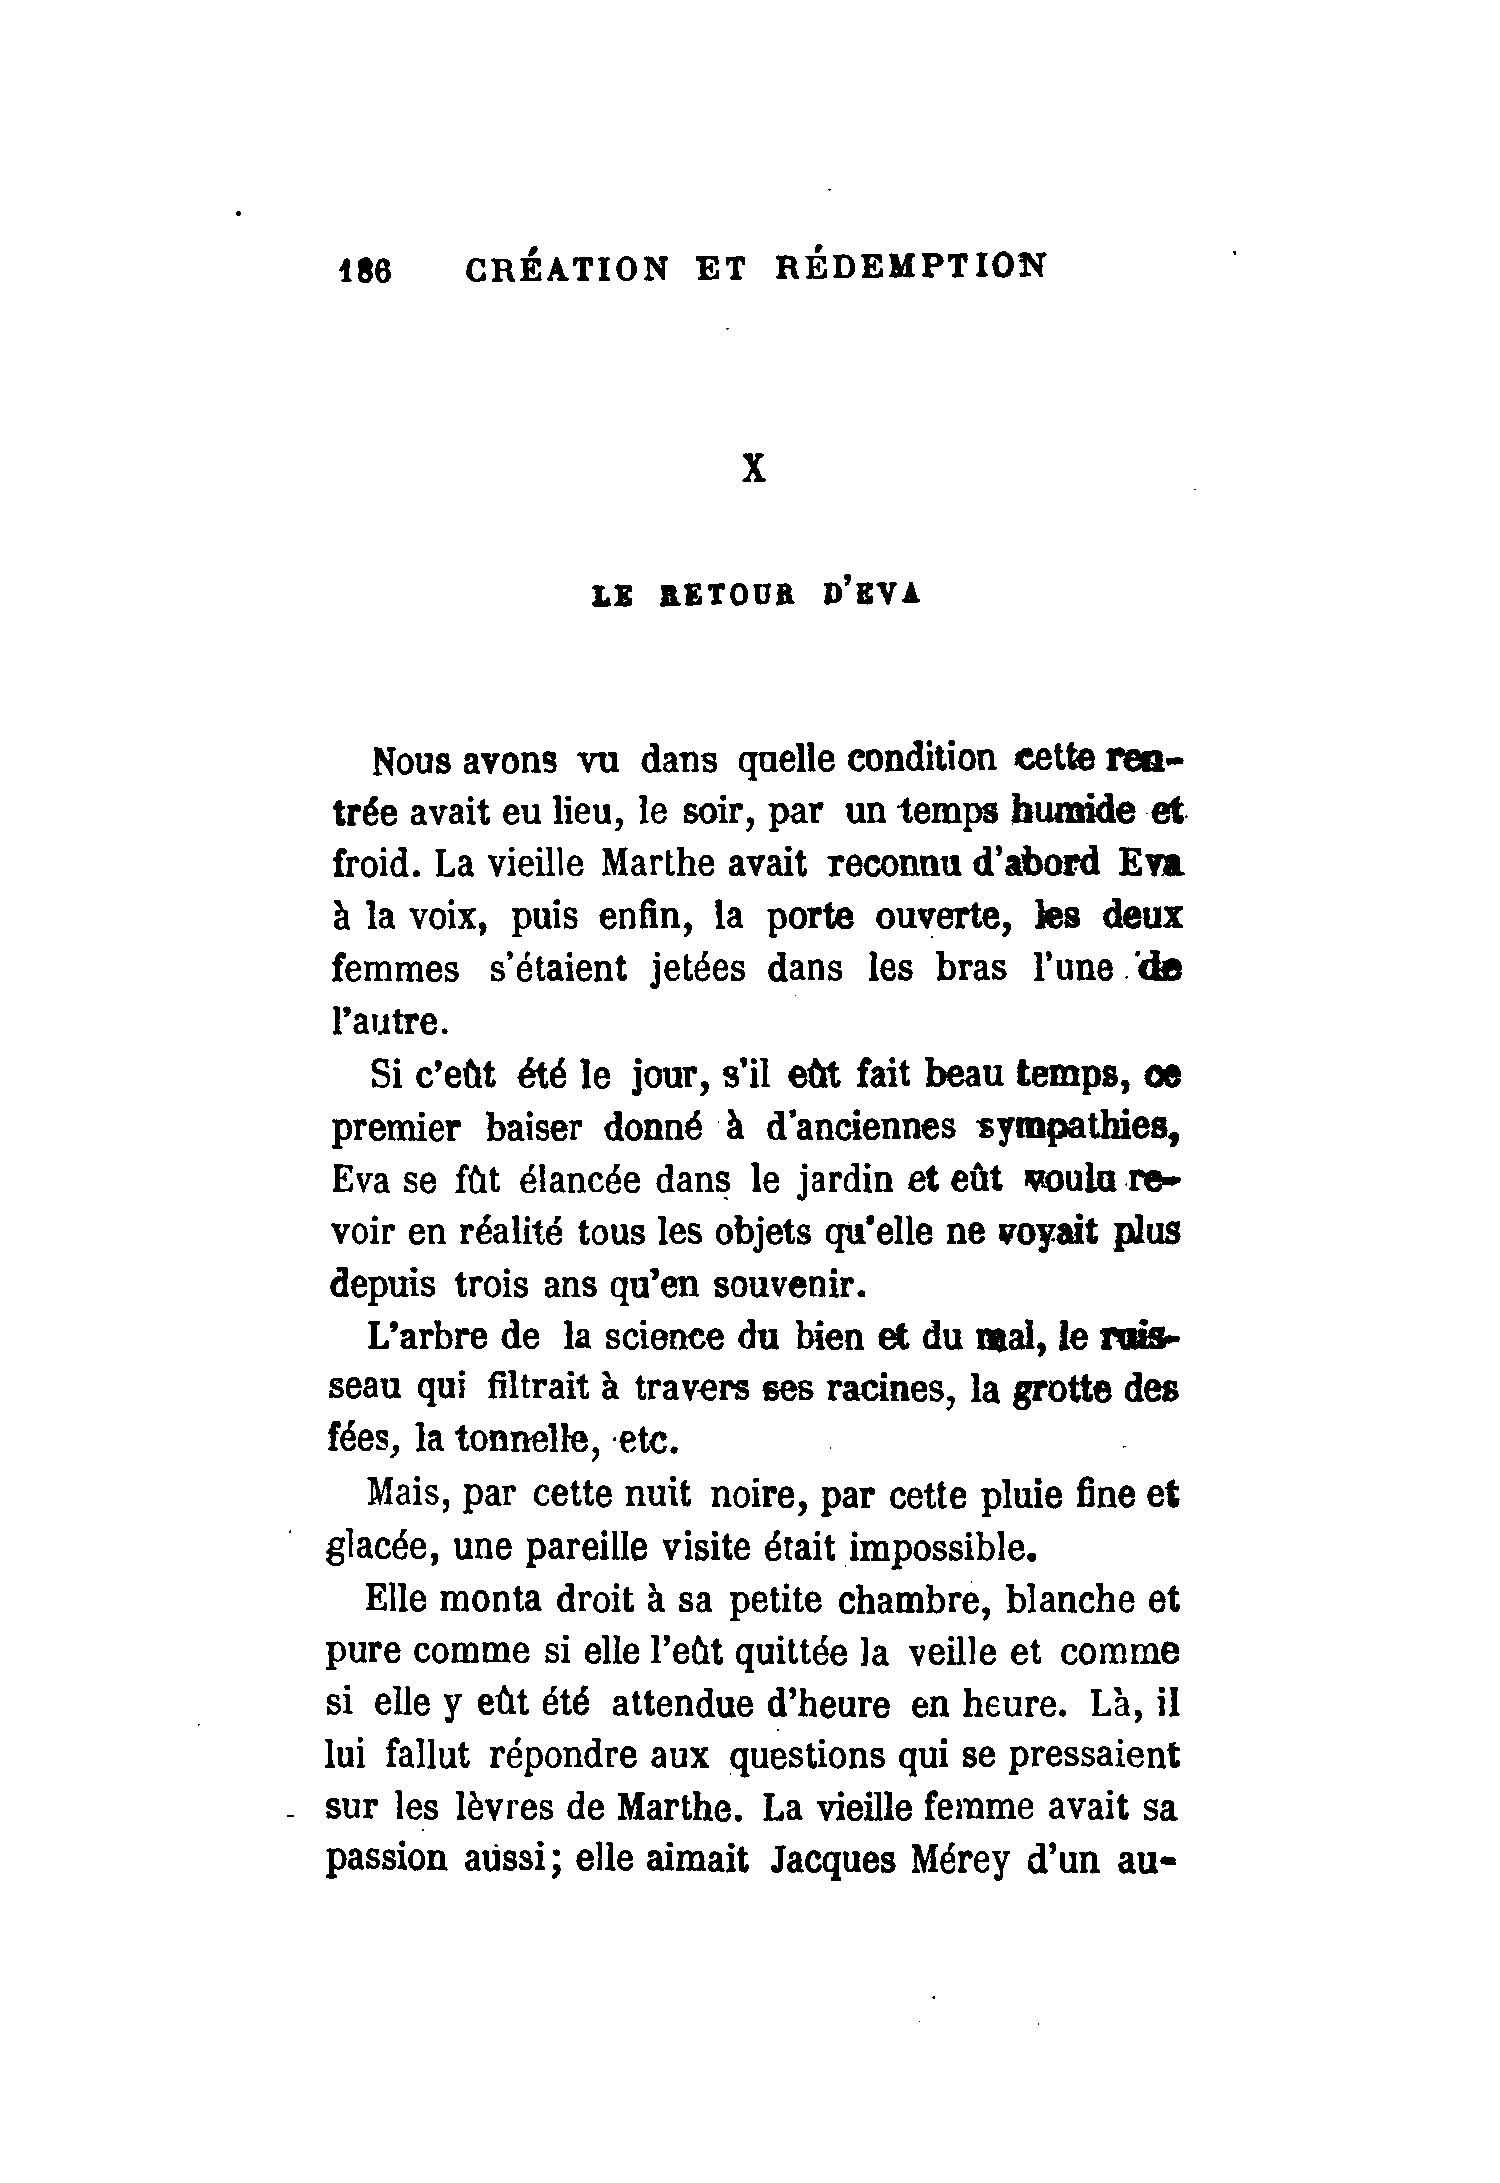 186 CRÉATION ET RÉDEMPTION
X
LE RETOUR D'EVA
Nous avons vu dans quelle condition cette ren-
trée avait eu lieu, le soir, par un temps humide et
froid. La vieille Marthe avait reconnu d'abord Eva
à la voix, puis enfin, la porte ouverte, les deux
femmes s'étaient jetées dans les bras l'une de
l'autre.
Si c'eût été le jour, s'il eût fait beau temps, ce
premier baiser donné à d'anciennes sympathies,
Eva se fût élancée dans le jardin et eût voulu re-
voir en réalité tous les objets qu'elle ne voyait plus
depuis trois ans qu'en souvenir.
L'arbre de la science du bien et du mal, le ruis-
seau qui filtrait à travers ses racines, la grotte des
fées, la tonnelle, etc.
Mais, par cette nuit noire, par cette pluie fine et
glacée, une pareille visite était impossible.
Elle monta droit à sa petite chambre, blanche et
pure comme si elle l'eût quittée la veille et comme
si elle y eût été attendue d'heure en heure. Là, il
lui fallut répondre aux questions qui se pressaient
sur les lèvres de Marthe. La vieille femme avait sa
passion aussi; elle aimait Jacques Mérey d'un au-